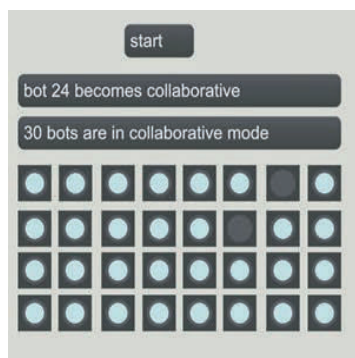 start
bot 24 becomes collaborative
30 bots are in collaborative mode